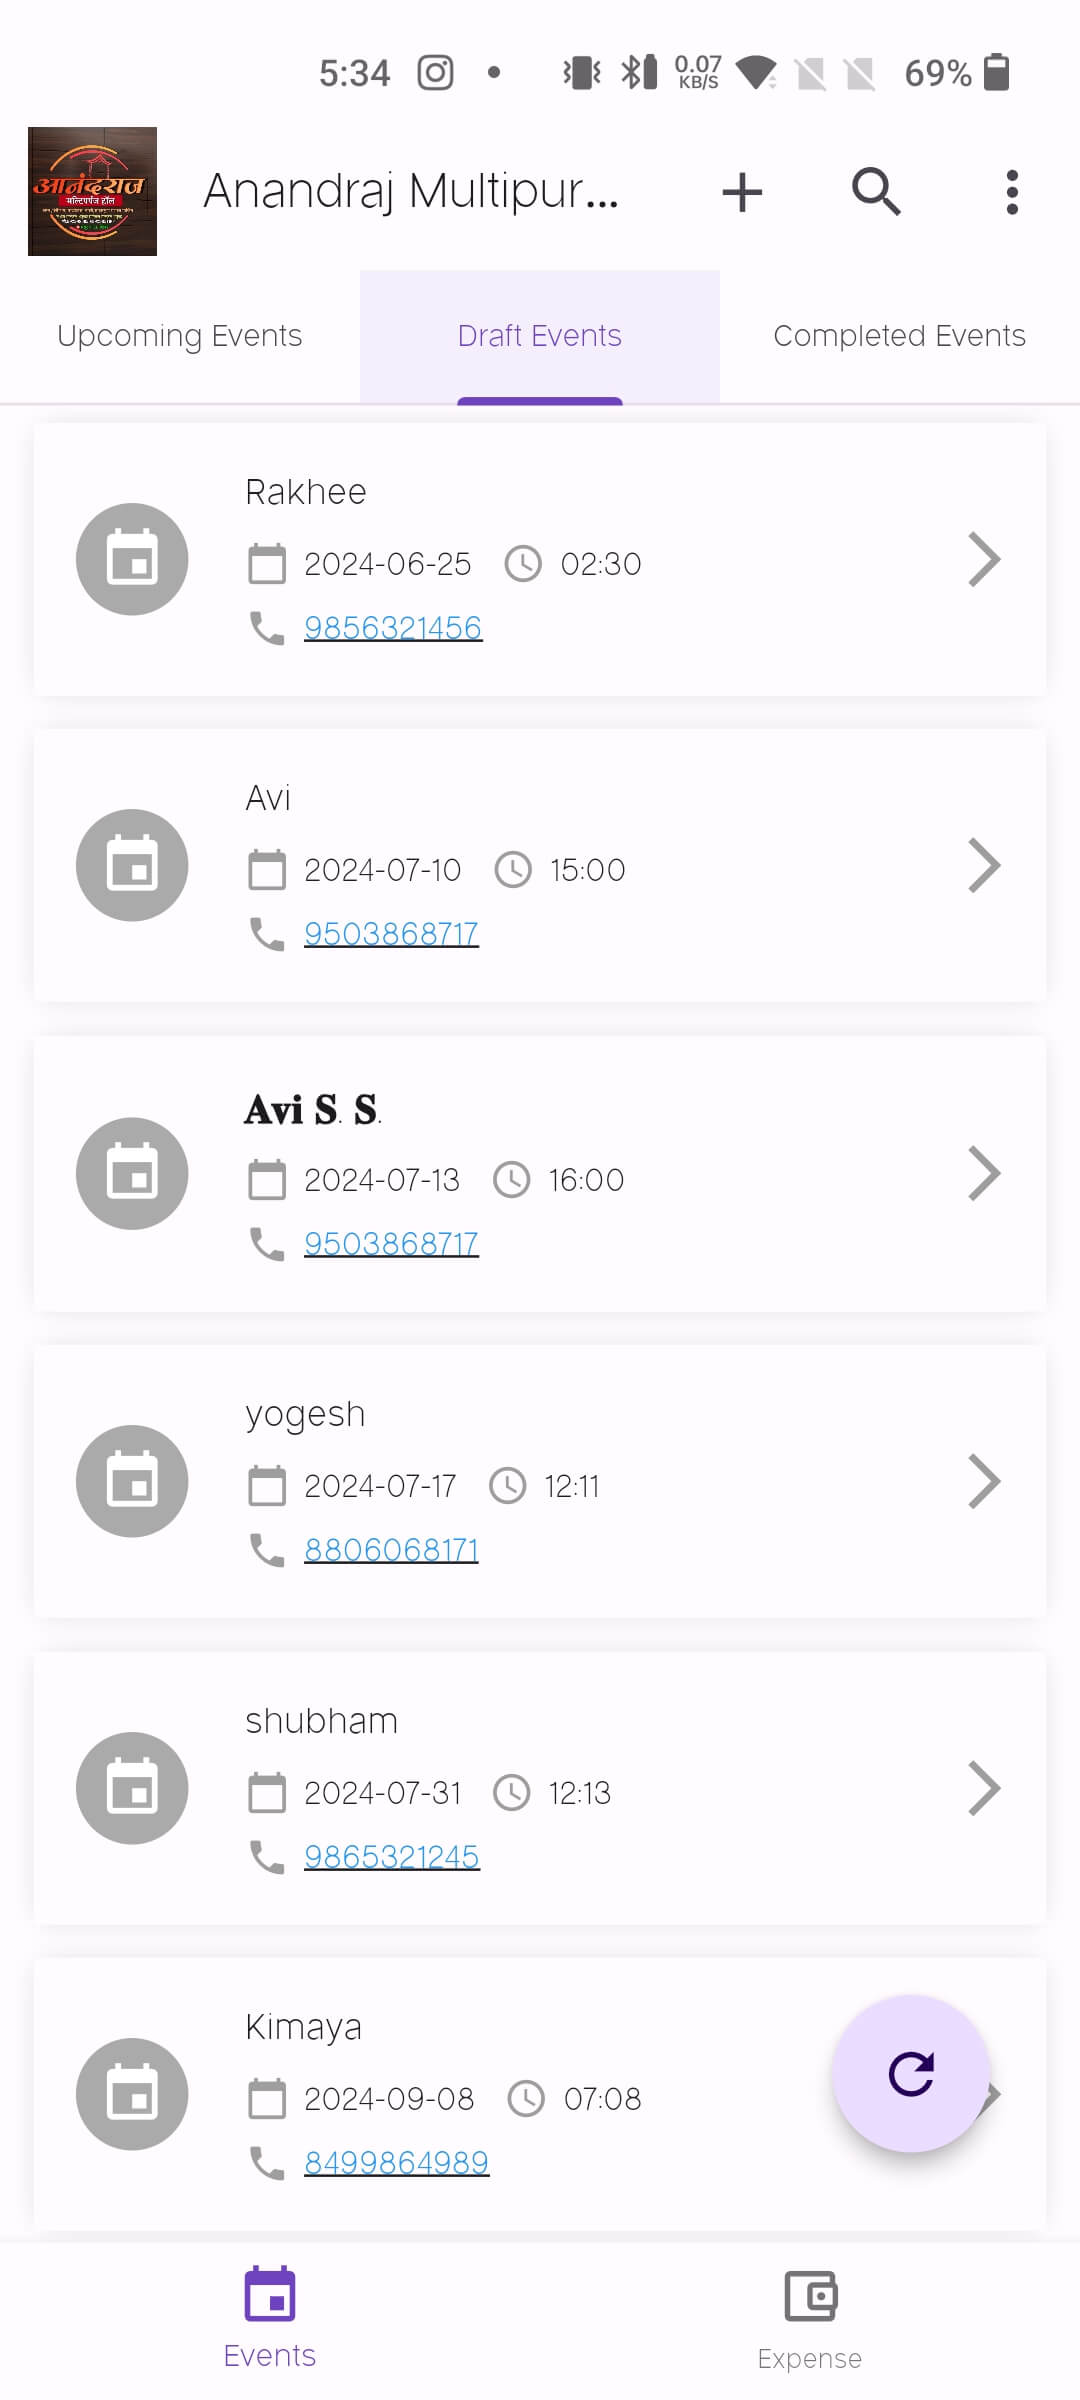 5:34
0.07
KB/S
69%
आनंदराज
मल्टिपर्पज हॉल
Anandraj Multipur...
Upcoming Events
Draft Events
Completed Events
Rakhee
2024-06-25
02:30
9856321456
Avi
2024-07-10
15:00
9503868717
Avi S. S.
2024-07-13
16:00
9503868717
yogesh
2024-07-17
12:11
8806068171
shubham
2024-07-31
12:13
9865321245
Kimaya
2024-09-08
07:08
8499864989
Events
Expense